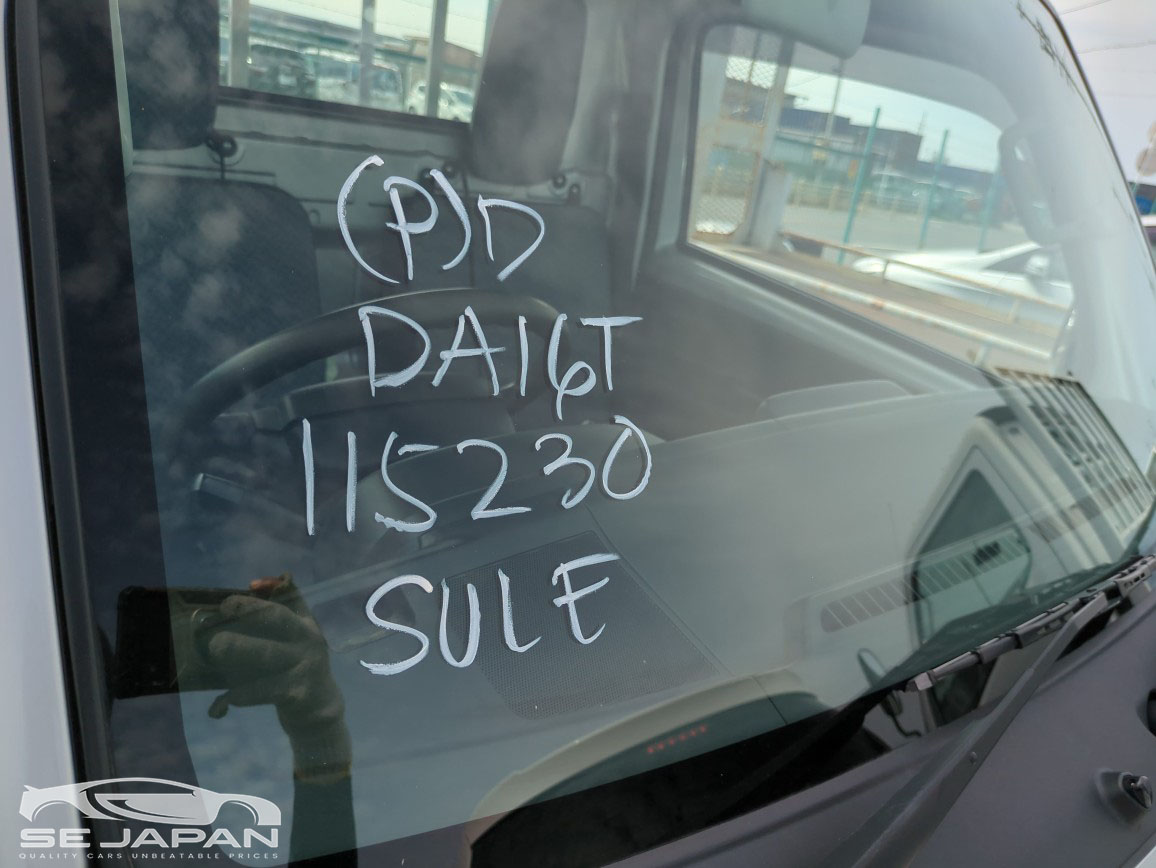 (P)D
DA16T
115230
SULE
SE JAPAN
QUALITY CARS UNBEATABLE PRICES